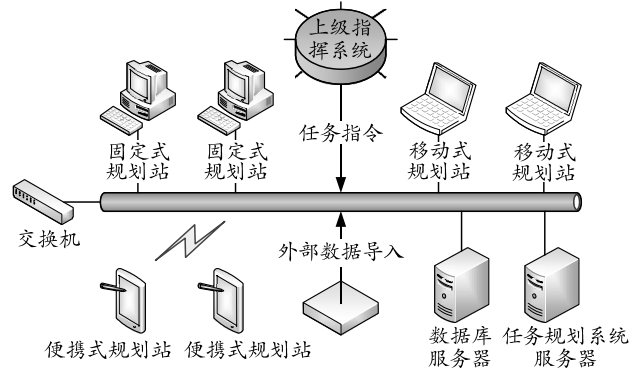 上级指
挥系统
任务指令
固定式
规划站
固定式
规划站
移动式
规划站
移动式
规划站
交换机
外部数据导入
便携式规划站
便携式规划站
数据库
服务器
任务规划系统
服务器